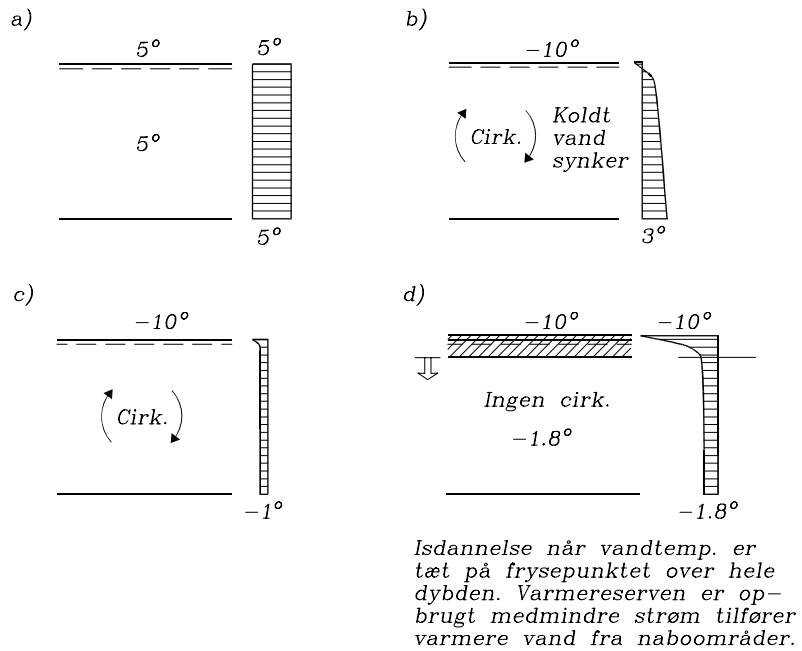 a)
5°
5°
5°
5°
b)
−10°
Cirk.
Koldt
vand
synker
3°
c)
−10°
Cirk.
−1°
d)
−10°
−10°
Ingen cirk.
−1.8°
−1.8°
Isdannelse når vandtemp. er
tæt på frysepunktet over hele
dybden. Varmereserven er op−
brugt medmindre strøm tilfører
varmere vand fra naboområder.